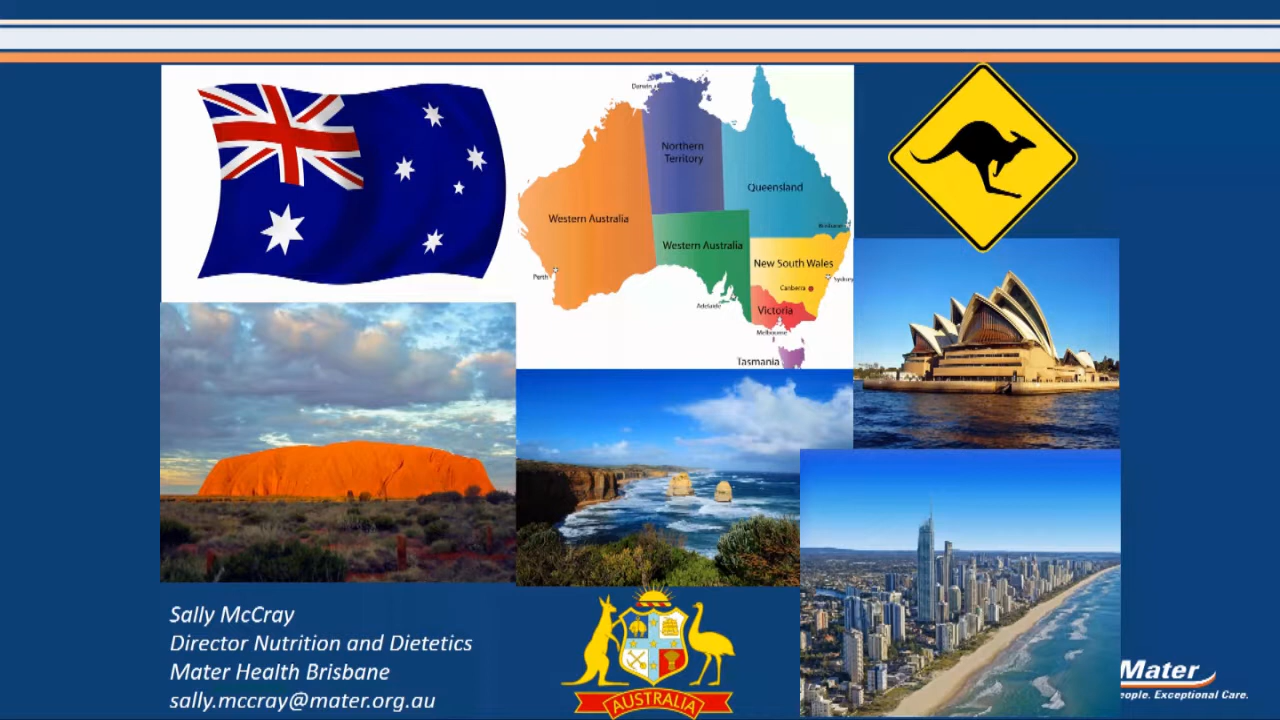 Darwin
Northern
Territory
Queensland
Western Australia
Western Australia
Brisbane
New South Wales
Perth
Sydney
Canberra
Adelaide
Victoria
Melbourne
Tasmania
Sally McCray
Director Nutrition and Dietetics
Mater Health Brisbane
sally.mccray@mater.org.au
AUSTRALIA
Mater
eople. Exceptional Care.